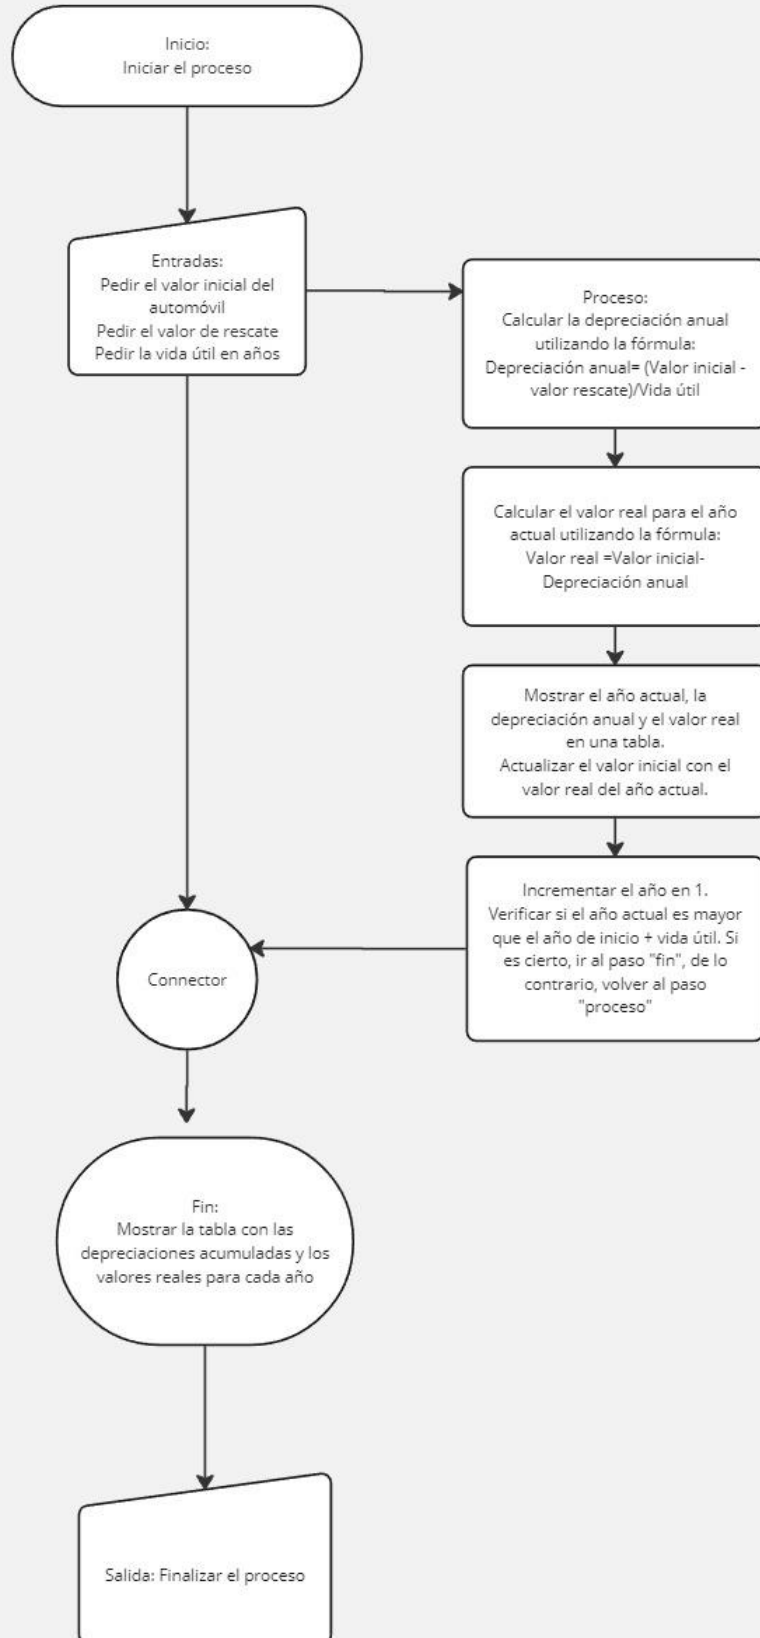 Inicio:
Iniciar el proceso
Entradas:
Pedir el valor inicial del
automóvil
Pedir el valor de rescate
Pedir la vida útil en años
Proceso:
Calcular la depreciación anual
utilizando la fórmula:
Depreciación anual= (Valor inicial -
valor rescate)/Vida útil
Calcular el valor real para el año
actual utilizando la fórmula:
Valor real =Valor inicial-
Depreciación anual
Mostrar el año actual, la
depreciación anual y el valor real
en una tabla.
Actualizar el valor inicial con el
valor real del año actual.
Incrementar el año en 1.
Verificar si el año actual es mayor
que el año de inicio + vida útil. Si
es cierto, ir al paso "fin", de lo
contrario, volver al paso
"proceso"
Connector
Fin:
Mostrar la tabla con las
depreciaciones acumuladas y los
valores reales para cada año
Salida: Finalizar el proceso